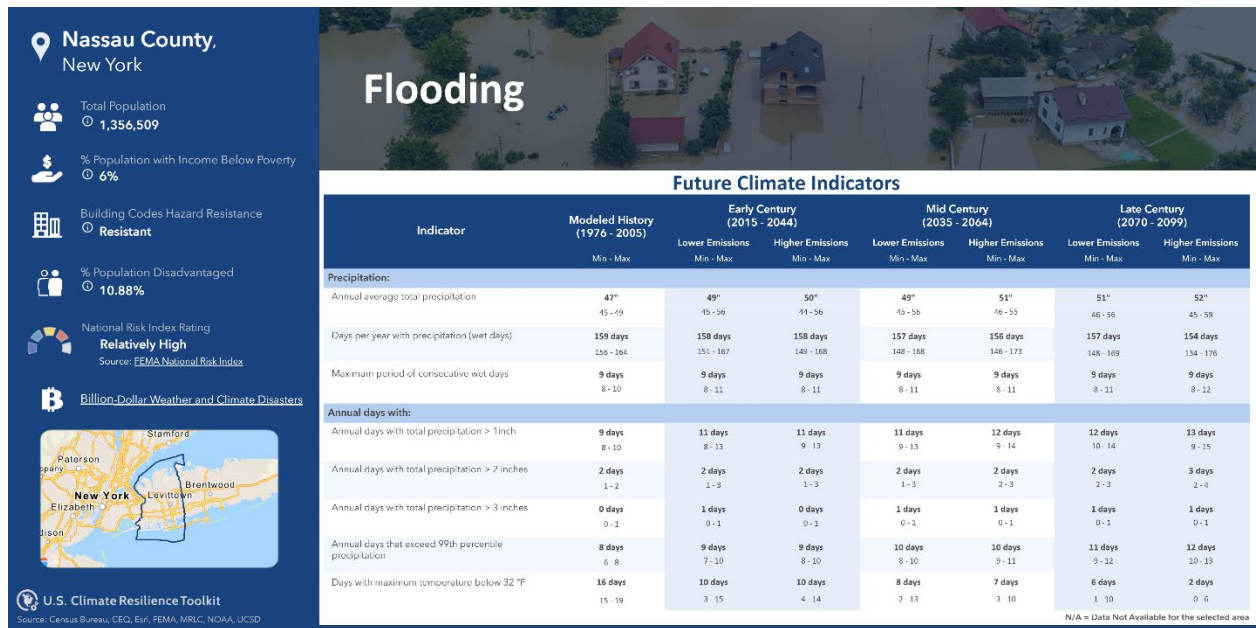 Nassau County,
New York
Total Population
1,356,509
% Population with Income Below Poverty
6%
Building Codes Hazard Resistance
Resistant
% Population Disadvantaged
10.88%
National Risk Index Rating
Relatively High
Source: FEMA National Risk Index
Billion-Dollar Weather and Climate Disasters
Stamford
Paterson
ppany
Brentwood
New York
Levittown
Elizabeth
dison
U.S. Climate Resilience Toolkit
Source: Census Bureau, CEQ, Esri, FEMA, MRLC, NOAA, UCSD
Flooding
Future Climate Indicators
Indicator Modeled History (1976 - 2005) Early Century (2015 - 2044) Mid Century (2035 - 2064) Late Century (2070 - 2099)
Lower Emissions Higher Emissions Lower Emissions Higher Emissions Lower Emissions Higher Emissions
Min - Max Min - Max Min - Max Min - Max Min - Max Min - Max Min - Max
Precipitation:
Annual average total precipitation 47" 49" 50" 49" 51" 51" 52"
45 - 49 45 - 56 44 - 56 45 - 56 46 - 55 46 - 56 45 - 59
Days per year with precipitation (wet days) 159 days 158 days 158 days 157 days 156 days 157 days 154 days
156 - 164 151 - 167 149 - 168 148 - 168 146 - 173 148 - 169 134 - 176
Maximum period of consecutive wet days 9 days 9 days 9 days 9 days 9 days 9 days 9 days
8 - 10 8 - 11 8 - 11 8 - 11 8 - 11 8 - 11 8 - 12
Annual days with:
Annual days with total precipitation > 1inch 9 days 11 days 11 days 11 days 12 days 12 days 13 days
8 - 10 8 - 13 9 - 13 9 - 13 9 - 14 10 - 14 9 - 15
Annual days with total precipitation > 2 inches 2 days 2 days 2 days 2 days 2 days 2 days 3 days
1 - 2 1 - 3 1 - 3 1 - 3 2 - 3 2 - 3 2 - 4
Annual days with total precipitation > 3 inches 0 days 1 days 0 days 1 days 1 days 1 days 1 days
0 - 1 0 - 1 0 - 1 0 - 1 0 - 1 0 - 1 0 - 1
Annual days that exceed 99th percentile precipitation 8 days 9 days 9 days 10 days 10 days 11 days 12 days
6 - 8 7 - 10 8 - 10 8 - 10 9 - 11 9 - 12 10 - 13
Days with maximum temperature below 32 °F 16 days 10 days 10 days 8 days 7 days 6 days 2 days
15 - 19 3 - 15 4 - 14 2 - 13 3 - 10 1 - 10 0 - 6
N/A = Data Not Available for the selected area